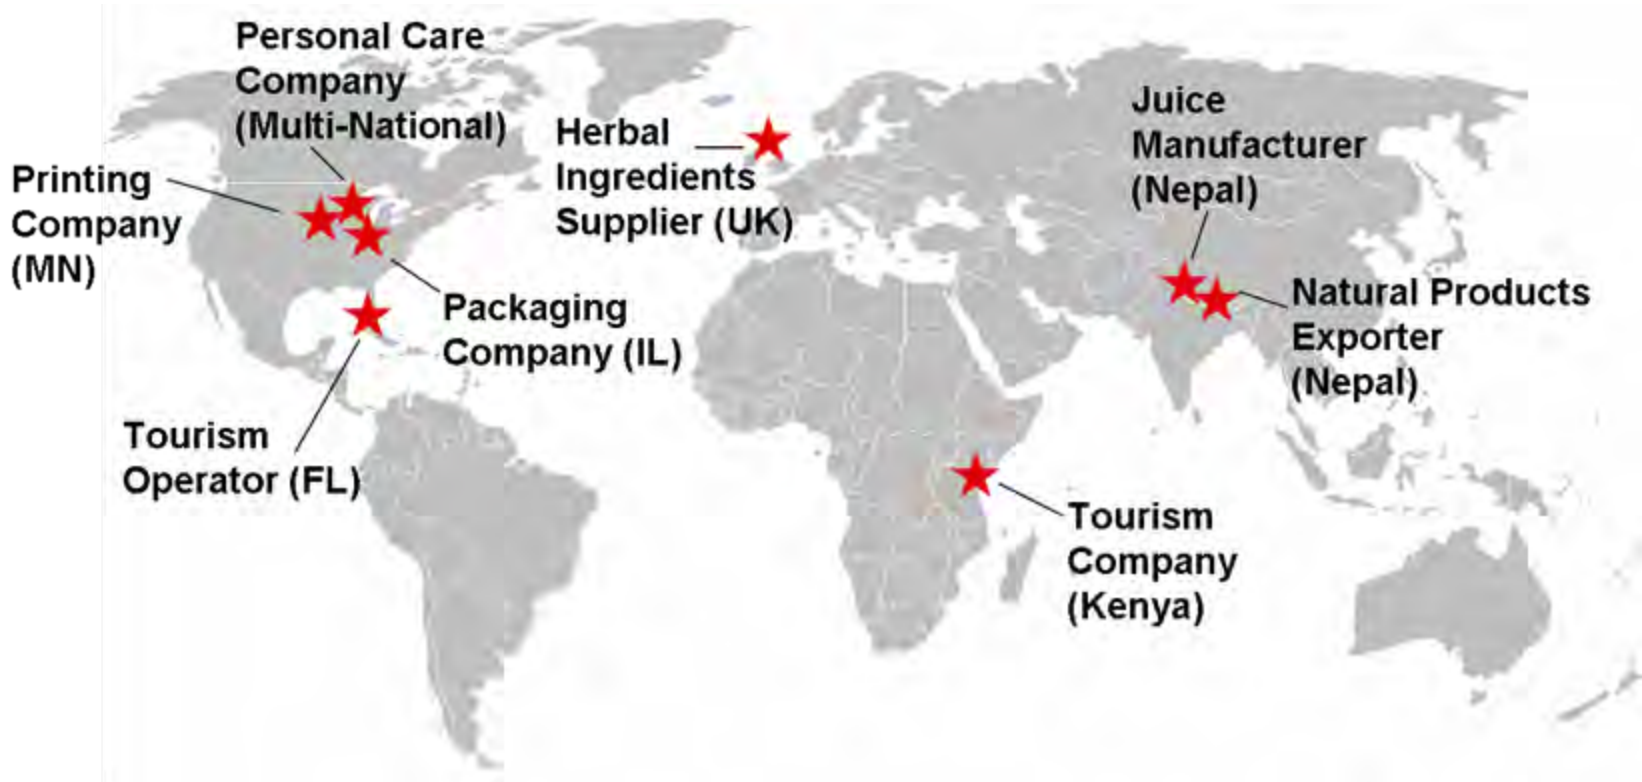 Personal Care
Company
(Multi-National)
Printing
Company
(MN)
Herbal
Ingredients
Supplier (UK)
Juice
Manufacturer
(Nepal)
Packaging
Company (IL)
Natural Products
Exporter
(Nepal)
Tourism
Operator (FL)
Tourism
Company
(Kenya)